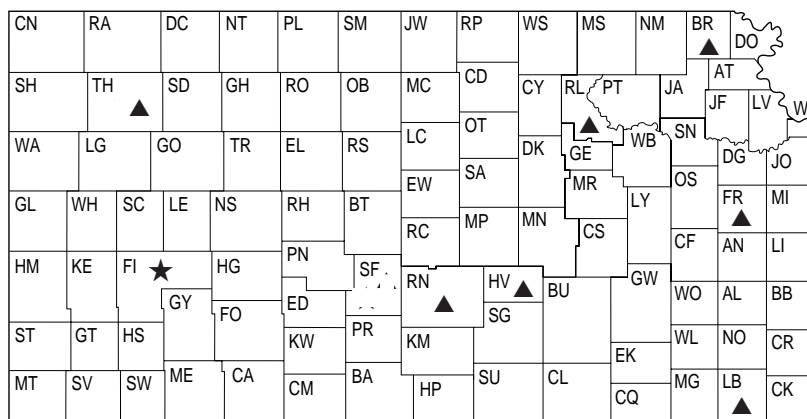 CN RA DC NT PL SM JW RP WS MS NM BR DO
SH TH SD GH RO OB MC CD CY RL PT JA AT
JF LV W
WA LG GO TR EL RS LC OT DK GE WB SN DG JO
EW SA MR OS
GL WH SC LE NS RH BT RC MP MN CS LY FR MI
HM KE FI HG PN SF RN HV BU GW CF AN LI
GY ED SG WO AL BB
ST GT HS FO KW PR KM EK WL NO CR
MT SV SW ME CA CM BA HP SU CL CQ MG LB CK